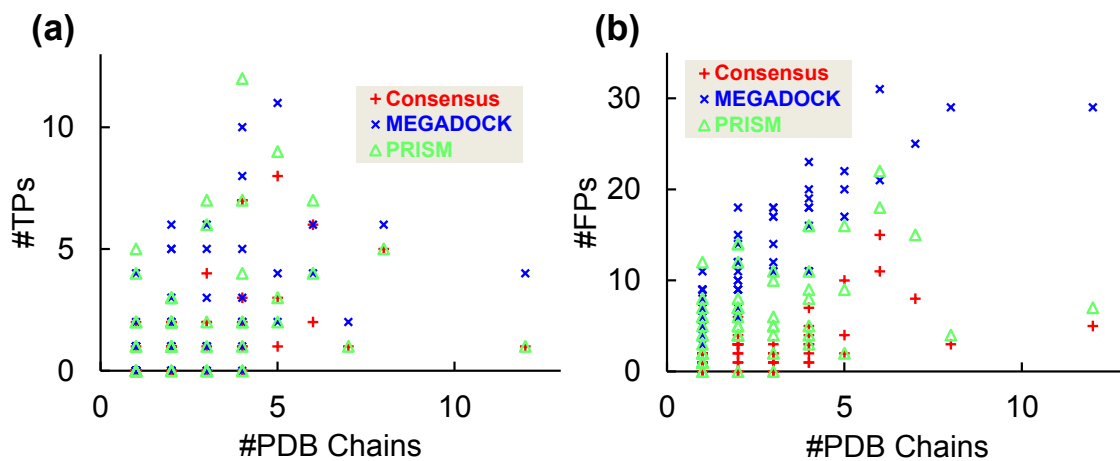 (a)
#TPs
10
5
0
Consensus
MEGADOCK
PRISM
0
5
10
#PDB Chains
(b)
#FPs
30
20
10
0
Consensus
MEGADOCK
PRISM
0
5
10
#PDB Chains